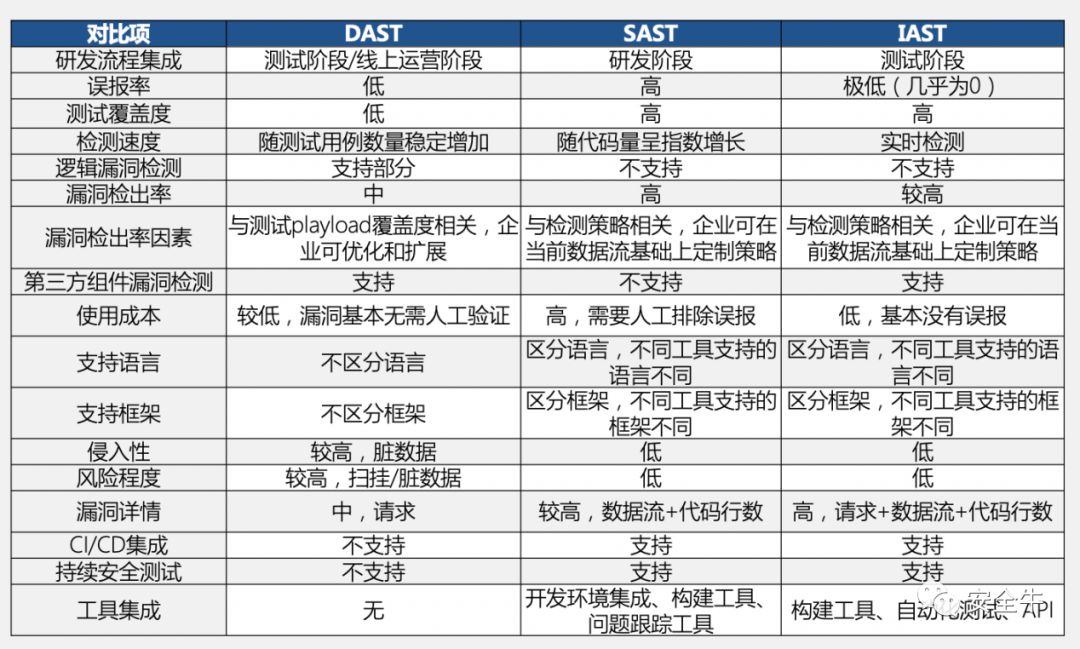 对比项 DAST SAST IAST
研发流程集成 测试阶段/线上运营阶段 研发阶段 测试阶段
误报率 低 高 极低（几乎为0）
测试覆盖度 低 高 高
检测速度 随测试用例数量稳定增加 随代码量呈指数增长 实时检测
逻辑漏洞检测 支持部分 不支持 不支持
漏洞检出率 中 高 较高
漏洞检出率因素 与测试playload覆盖度相关，企 与检测策略相关，企业可在 与检测策略相关，企业可在当
业可优化和扩展 当前数据流基础上定制策略 前数据流基础上定制策略
第三方组件漏洞检测 支持 不支持 支持
使用成本 较低，漏洞基本无需人工验证 高，需要人工排除误报 低，基本没有误报
支持语言 不区分语言 区分语言，不同工具支持的 区分语言，不同工具支持的语
语言不同 言不同
支持框架 不区分框架 区分框架，不同工具支持的 区分框架，不同工具支持的框
框架不同 架不同
侵入性 较高，脏数据 低 低
风险程度 较高，扫挂/脏数据 低 低
漏洞详情 中，请求 较高，数据流+代码行数 高，请求+数据流+代码行数
CI/CD集成 不支持 支持 支持
持续安全测试 不支持 支持 支持
工具集成 无 开发环境集成、构建工具、 构建工具、自动化测试、API
问题跟踪工具
安全牛